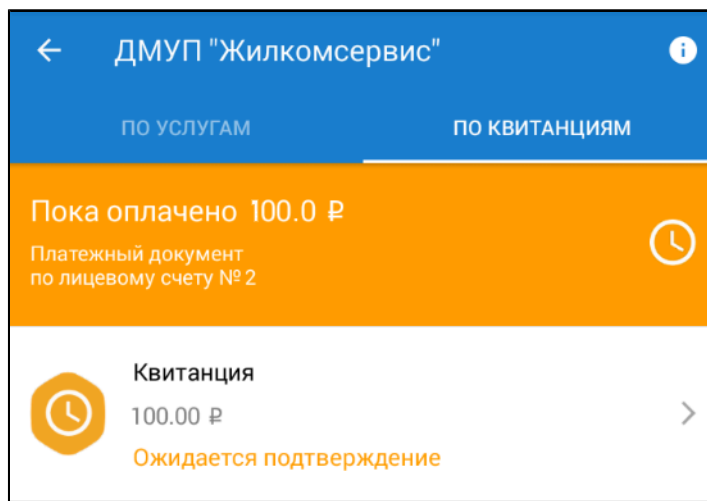 ДМУП "Жилкомсервис"
ПО УСЛУГАМ
ПО КВИТАНЦИЯМ
Пока оплачено 100.0 ₽
Платежный документ
по лицевому счету № 2
Квитанция
100.00 ₽
Ожидается подтверждение